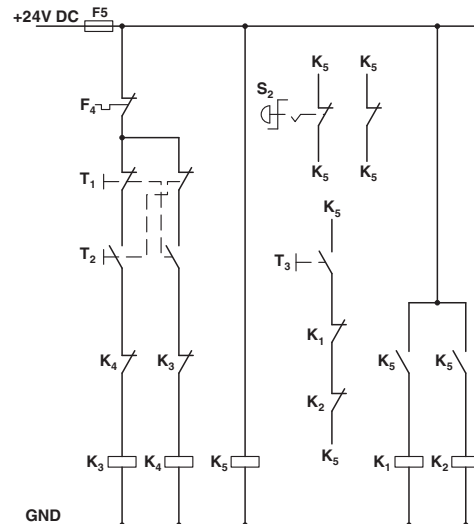 +24V DC F5
K5 K5
S2
F4
K5 K5
T1
K5
T2 T3
K1
K4 K3 K5 K5
K2
K5
K3 K4 K5 K1 K2
GND